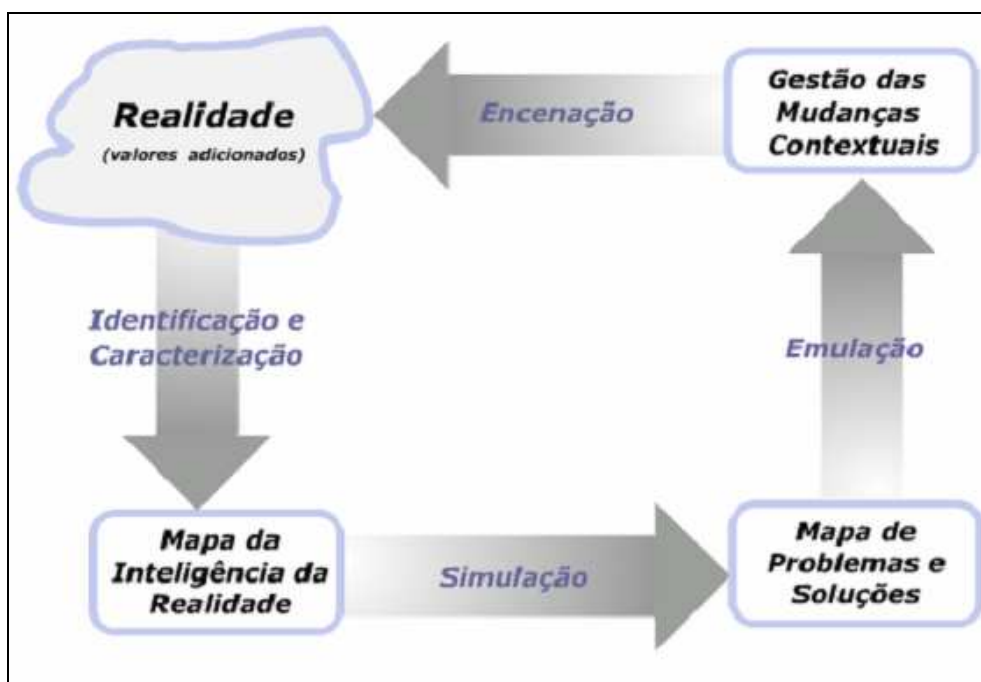 Realidade
(valores adicionados)
Encenação
Gestão das
Mudanças
Contextuais
Identificação e
Caracterização
Emulação
Mapa da
Inteligência da
Realidade
Simulação
Mapa de
Problemas e
Soluções